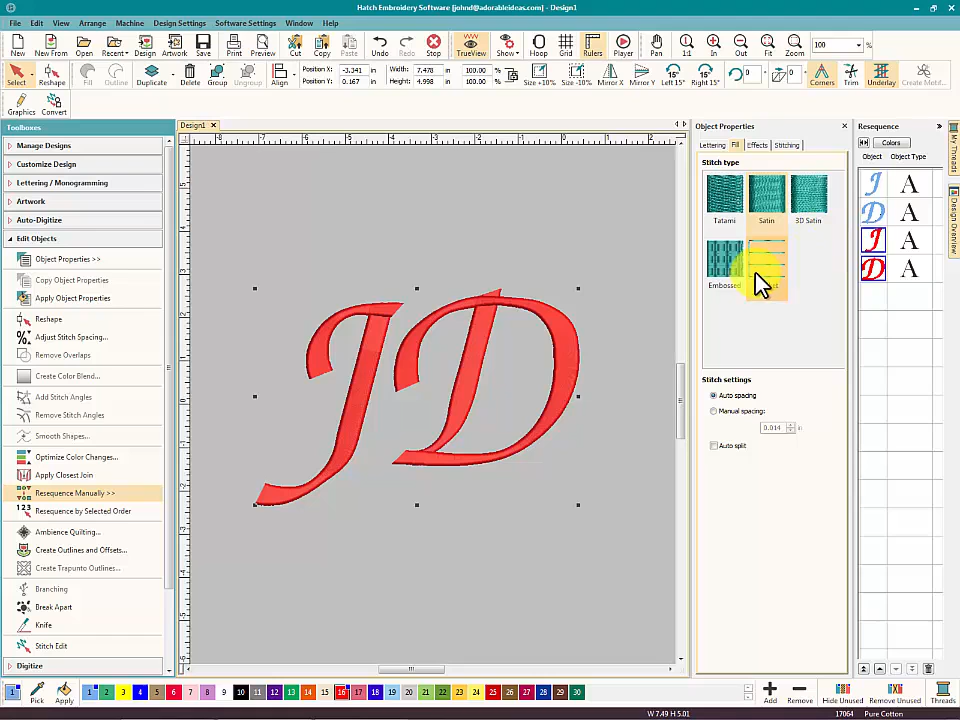 Hatch Embroidery Software [johnd@adorableideas.com] - Design1
File Edit View Arrange Machine Design Settings Software Settings Window Help
New New From Open Recent Design Artwork Save Print Preview Cut Copy Paste Undo Redo Stop TrueView Show Hoop Grid Rulers Player Pan 1:1 In Out Fit Zoom 100 %
Select Reshape Fill Outline Duplicate Delete Group Ungroup Align Position X -3.341 in Width: 7.478 in 100.00 % Size +10% Size -10% Mirror X Mirror Y Left 15° Right 15° 0 ° 0 ° Corners Trim Underlay Create Motif...
Position Y 0.167 in Height: 4.998 in 100.00 %
Graphics Convert
Toolboxes
Manage Designs
Customize Design
Lettering / Monogramming
Artwork
Auto-Digitize
Edit Objects
Object Properties >>
Copy Object Properties
Apply Object Properties
Reshape
Adjust Stitch Spacing...
Remove Overlaps
Create Color Blend...
Add Stitch Angles
Remove Stitch Angles
Smooth Shapes...
Optimize Color Changes...
Apply Closest Join
Resequence Manually >>
Resequence by Selected Order
Ambience Quilting...
Create Outlines and Offsets...
Create Trapunto Outlines...
Branching
Break Apart
Knife
Stitch Edit
Digitize
Design1
JD
Object Properties
Lettering Fill Effects Stitching
Stitch type
Tatami Satin 3D Satin
Embossed
Stitch settings
Auto spacing
Manual spacing:
0.014 in
Auto split
Resequence
Colors
Object Object Type
J A
D A
J A
D A
My Threads
Design Overview
1 Pick Apply 1 2 3 4 5 6 7 8 9 10 11 12 13 14 15 16 17 18 19 20 21 22 23 24 25 26 27 28 29 30 Add Remove Hide Unused Remove Unused Threads
W 7.49 H 5.01 17064 Pure Cotton